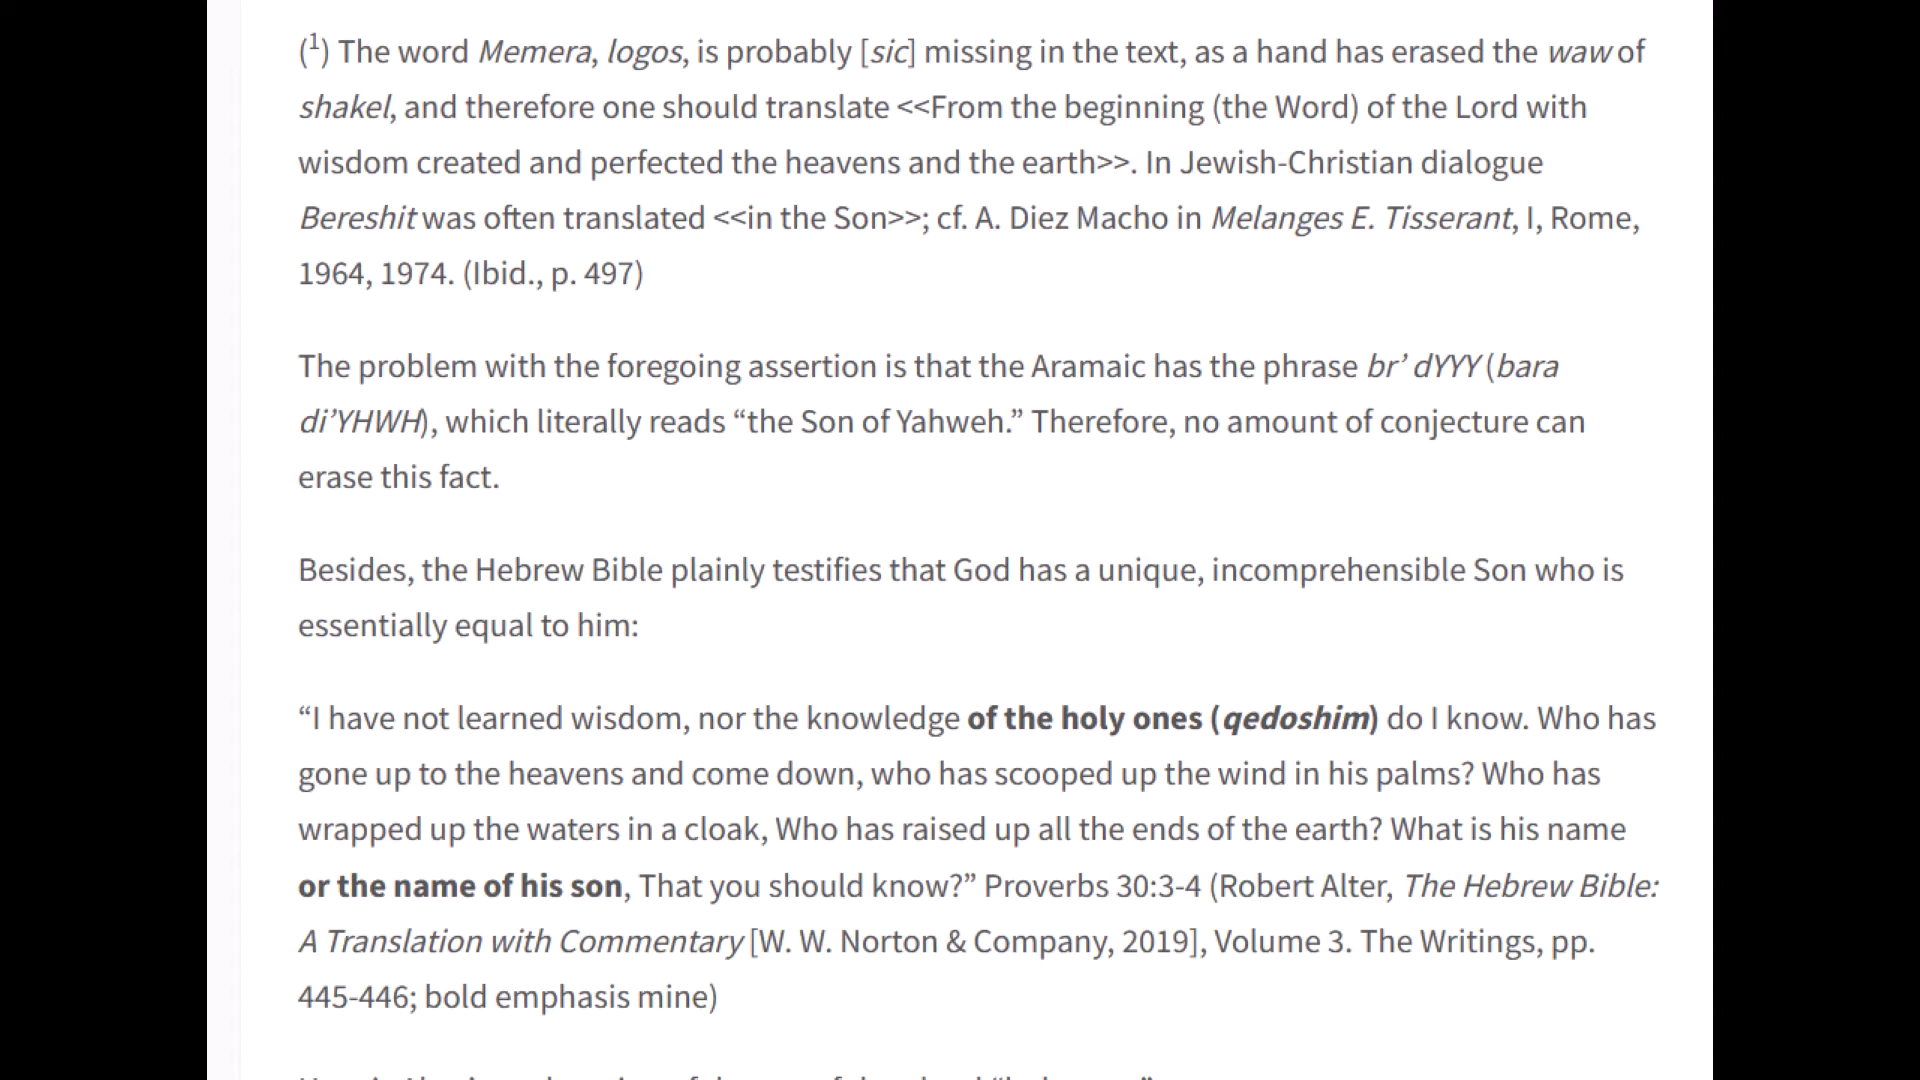 (1) The word Memera, logos, is probably [sic] missing in the text, as a hand has erased the waw of
shakel, and therefore one should translate <<From the beginning (the Word) of the Lord with
wisdom created and perfected the heavens and the earth>>. In Jewish-Christian dialogue
Bereshit was often translated <<in the Son>>; cf. A. Diez Macho in Melanges E. Tisserant, I, Rome,
1964, 1974. (Ibid., p. 497)
The problem with the foregoing assertion is that the Aramaic has the phrase br’ dYYY (bara
di’YHWH), which literally reads “the Son of Yahweh.” Therefore, no amount of conjecture can
erase this fact.
Besides, the Hebrew Bible plainly testifies that God has a unique, incomprehensible Son who is
essentially equal to him:
“I have not learned wisdom, nor the knowledge of the holy ones (qedoshim) do I know. Who has
gone up to the heavens and come down, who has scooped up the wind in his palms? Who has
wrapped up the waters in a cloak, Who has raised up all the ends of the earth? What is his name
or the name of his son, That you should know?” Proverbs 30:3-4 (Robert Alter, The Hebrew Bible:
A Translation with Commentary [W. W. Norton & Company, 2019], Volume 3. The Writings, pp.
445-446; bold emphasis mine)